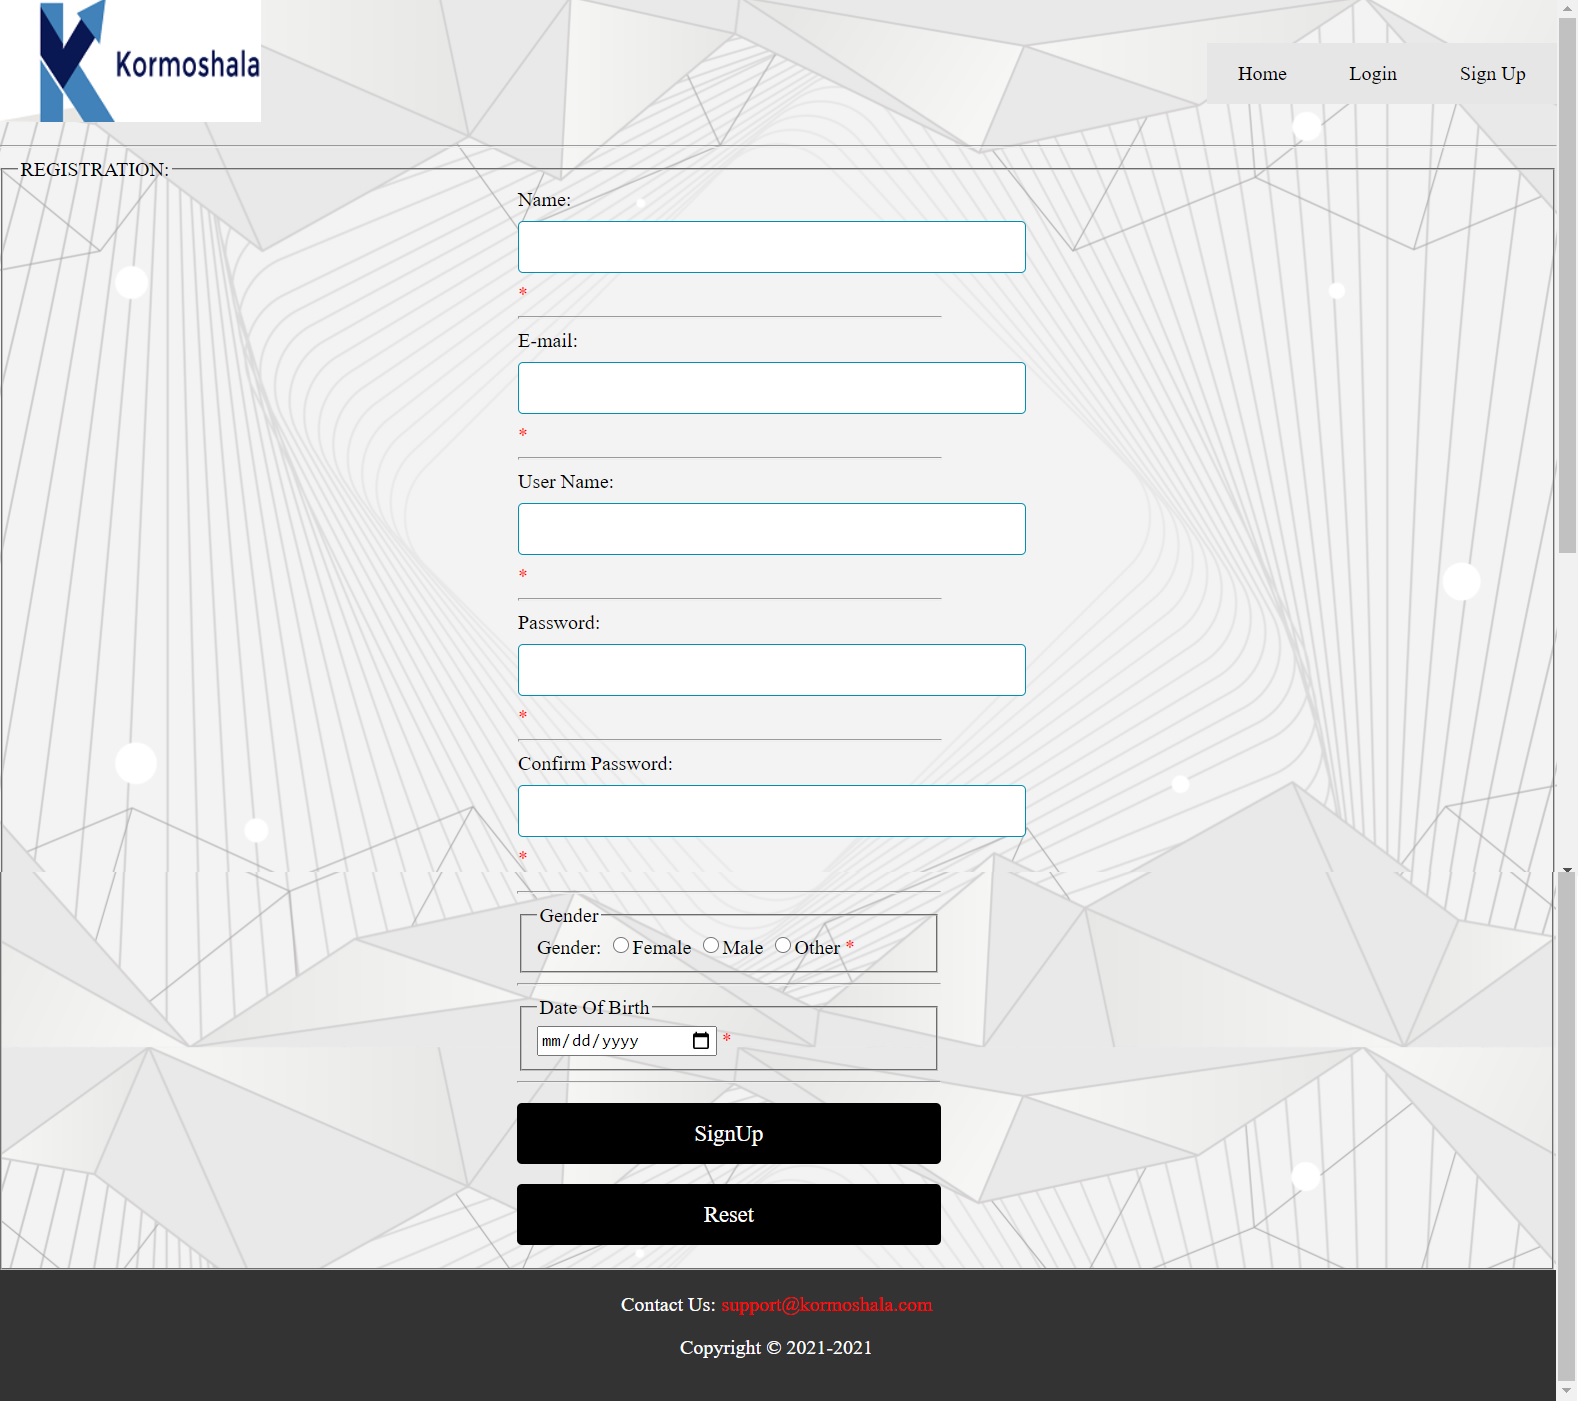 Kormoshala
Home Login Sign Up
REGISTRATION:
Name:
*
E-mail:
*
User Name:
*
Password:
*
Confirm Password:
*
Gender
Gender: Female Male Other *
Date Of Birth
mm/dd/yyyy *
SignUp
Reset
Contact Us: support@kormoshala.com
Copyright © 2021-2021